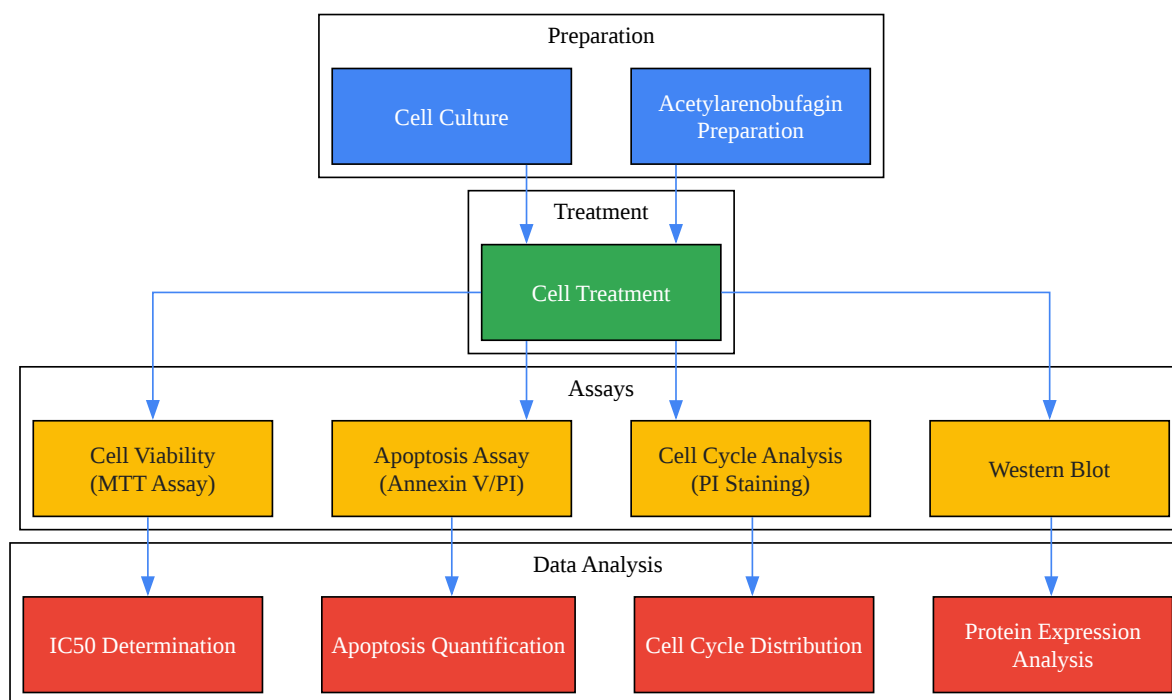 Preparation
Cell Culture
Acetylarenobufagin
Preparation
Treatment
Cell Treatment
Assays
Cell Viability
(MTT Assay)
Apoptosis Assay
(Annexin V/PI)
Cell Cycle Analysis
(PI Staining)
Western Blot
Data Analysis
IC50 Determination
Apoptosis Quantification
Cell Cycle Distribution
Protein Expression
Analysis